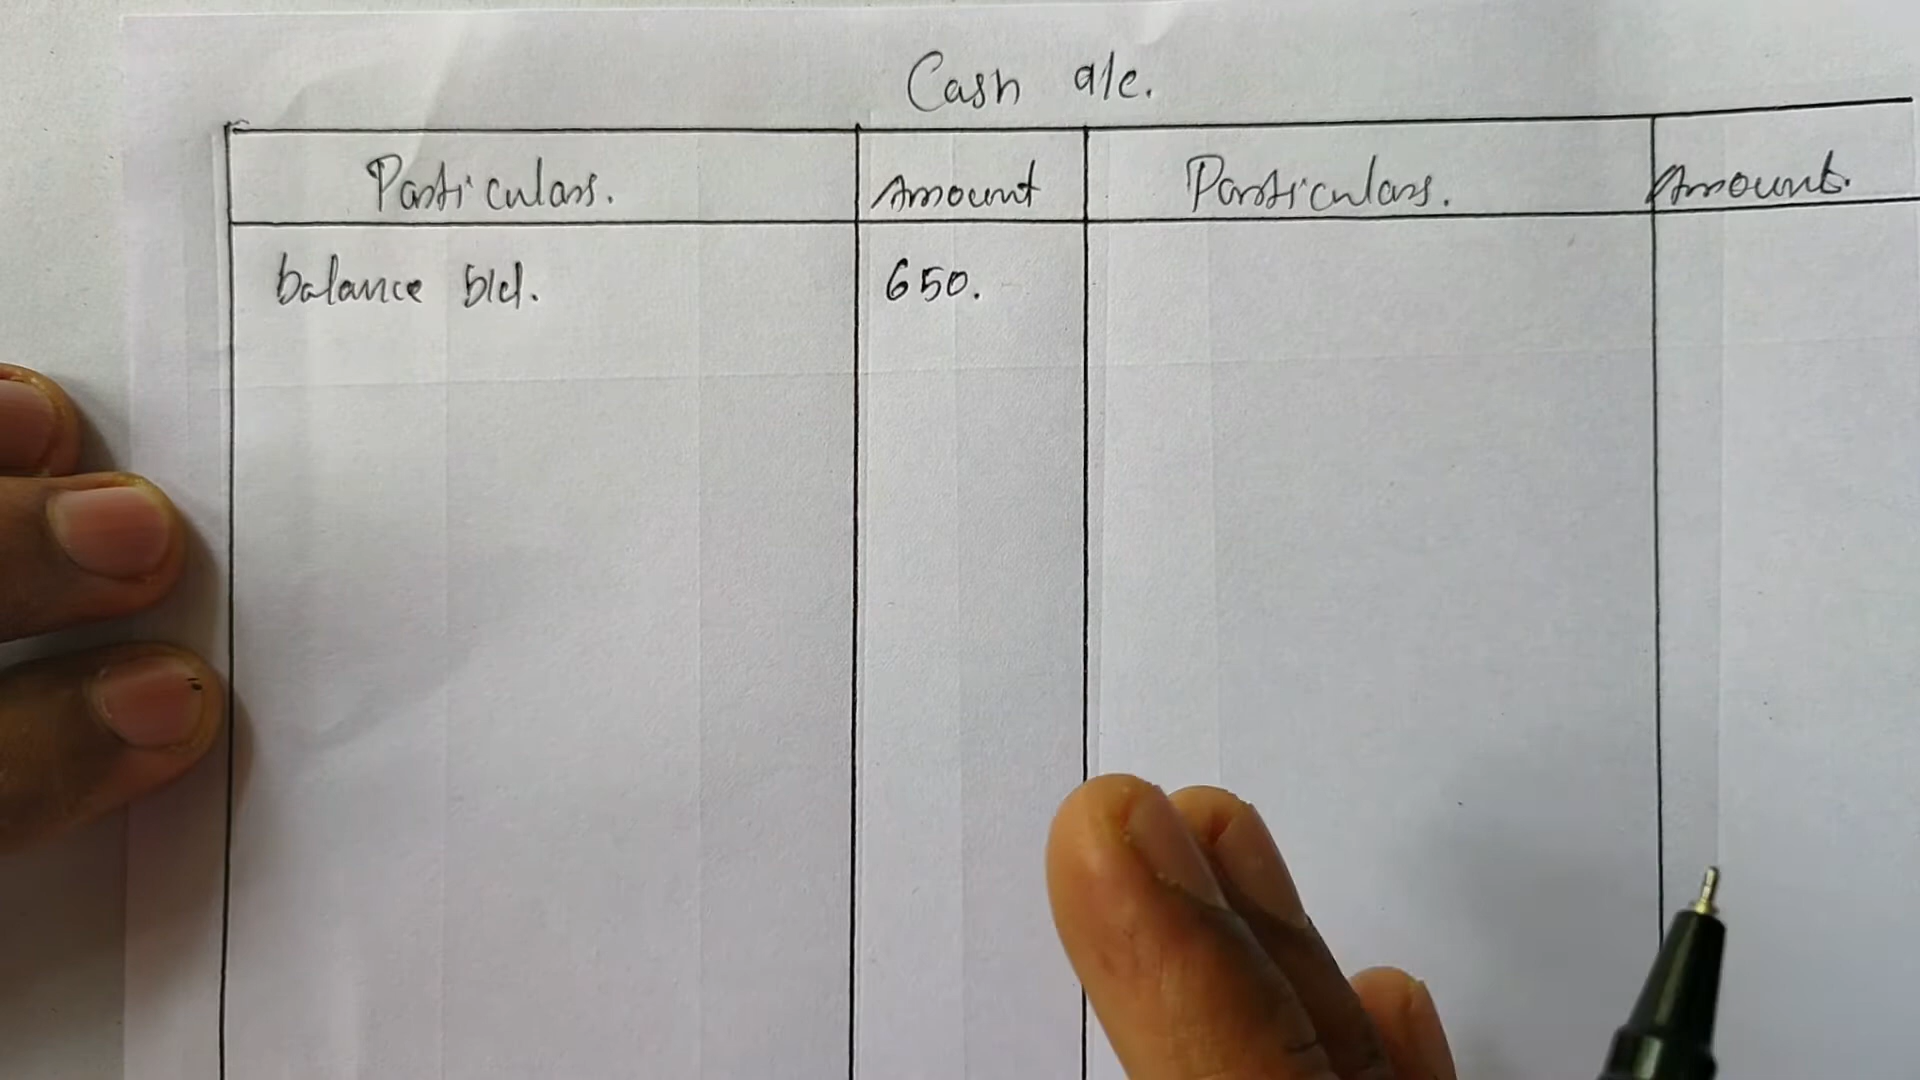 Cash a/c.
Particulars. Amount Particulars. Amount.
balance b/d. 650.